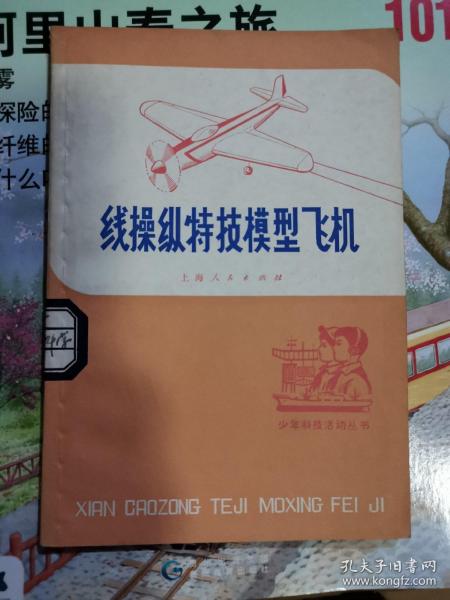 阿里山春之旅
101
雾
探险的
纤维
什么
线操纵特技模型飞机
上海人民出版社
少年科技活动丛书
XIAN CAOZONG TEJI MOXING FEI JI
孔夫子旧书网
www.kongfz.com